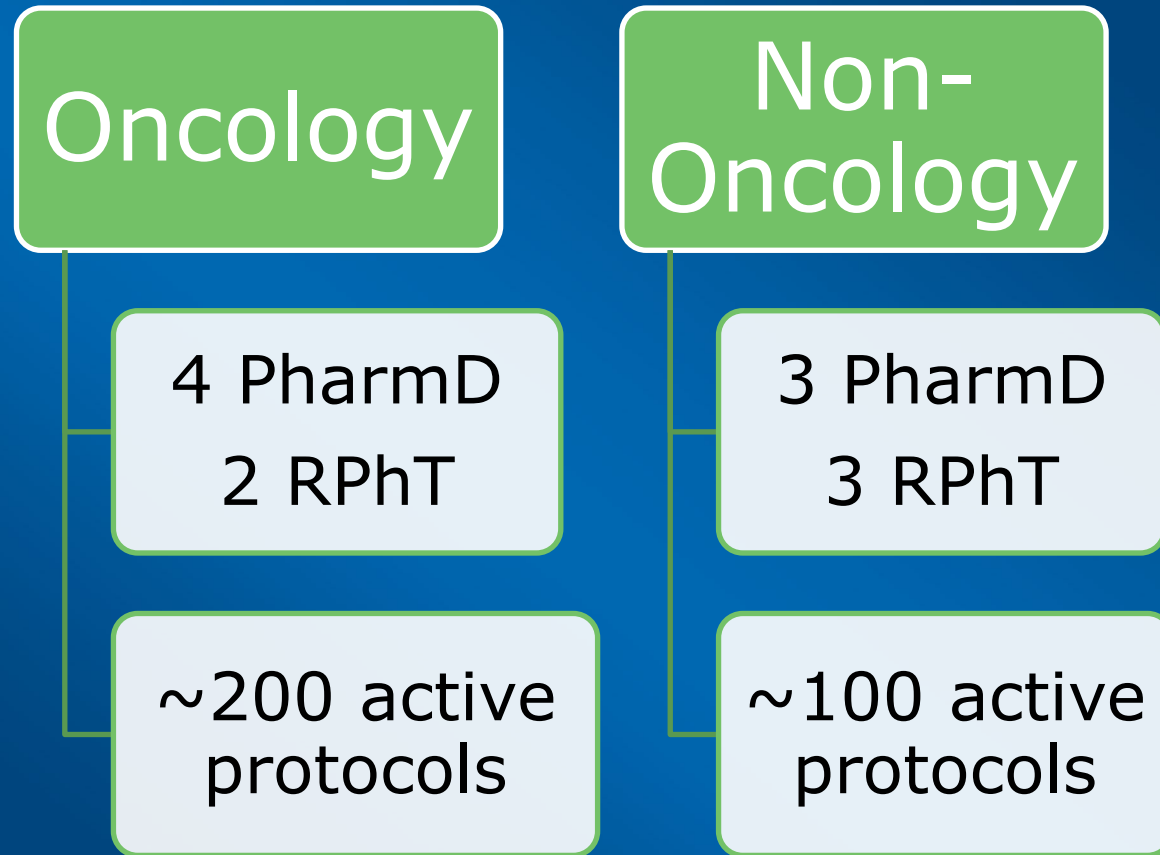 Oncology
4 PharmD
2 RPhT
~200 active
protocols
Non-
Oncology
3 PharmD
3 RPhT
~100 active
protocols